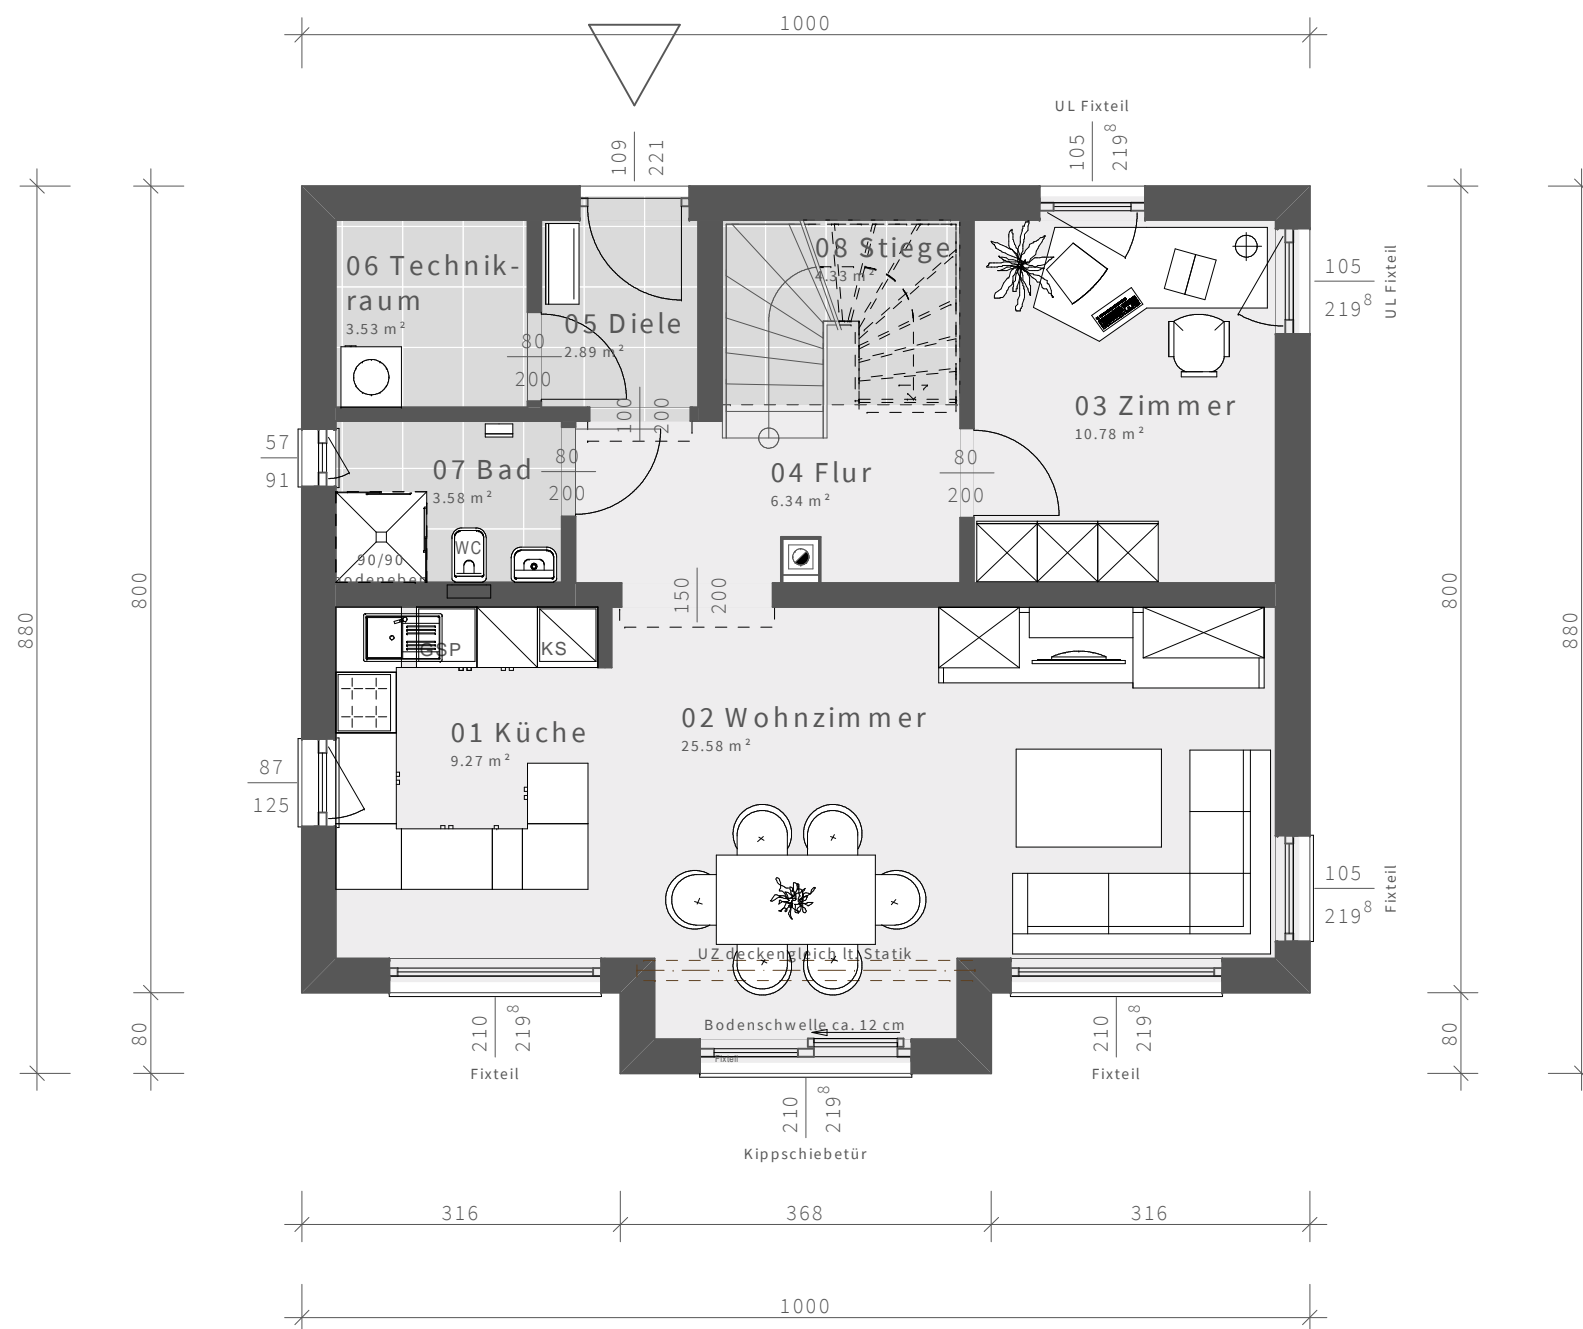 1000
UL Fixteil
109
221
105
219⁸
06 Technik-
raum
3.53 m²
05 Diele
2.89 m²
80
200
100
200
08 Stiege
4.33 m²
105
219⁸
UL Fixteil
03 Zimmer
10.78 m²
57
91
07 Bad
3.58 m²
80
200
04 Flur
6.34 m²
80
200
WC
90/90
150
200
800
880
800
880
GSP
KS
01 Küche
9.27 m²
02 Wohnzimmer
25.58 m²
87
125
105
219⁸
Fixteil
UZ deckengleich lt. Statik
Bodenschwelle ca. 12 cm
Fixteil
80
210
219⁸
Fixteil
210
219⁸
Fixteil
80
210
219⁸
Kippschiebetür
316
368
316
1000